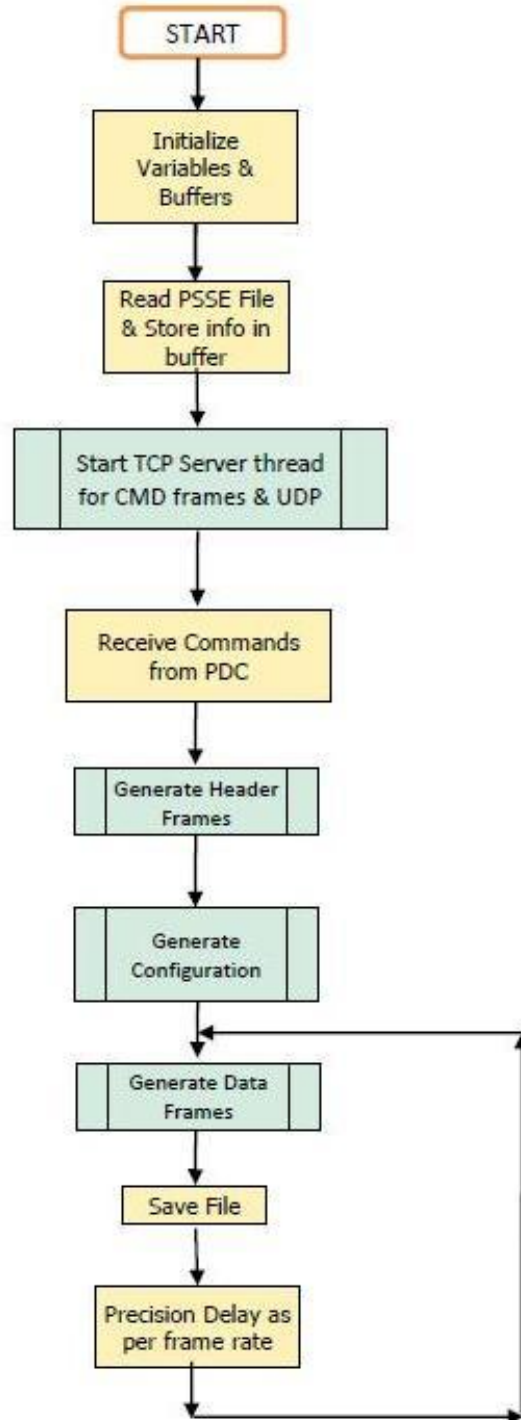 START
Initialize
Variables &
Buffers
Read PSSE File
& Store info in
buffer
Start TCP Server thread
for CMD frames & UDP
Receive Commands
from PDC
Generate Header
Frames
Generate
Configuration
Generate Data
Frames
Save File
Precision Delay as
per frame rate